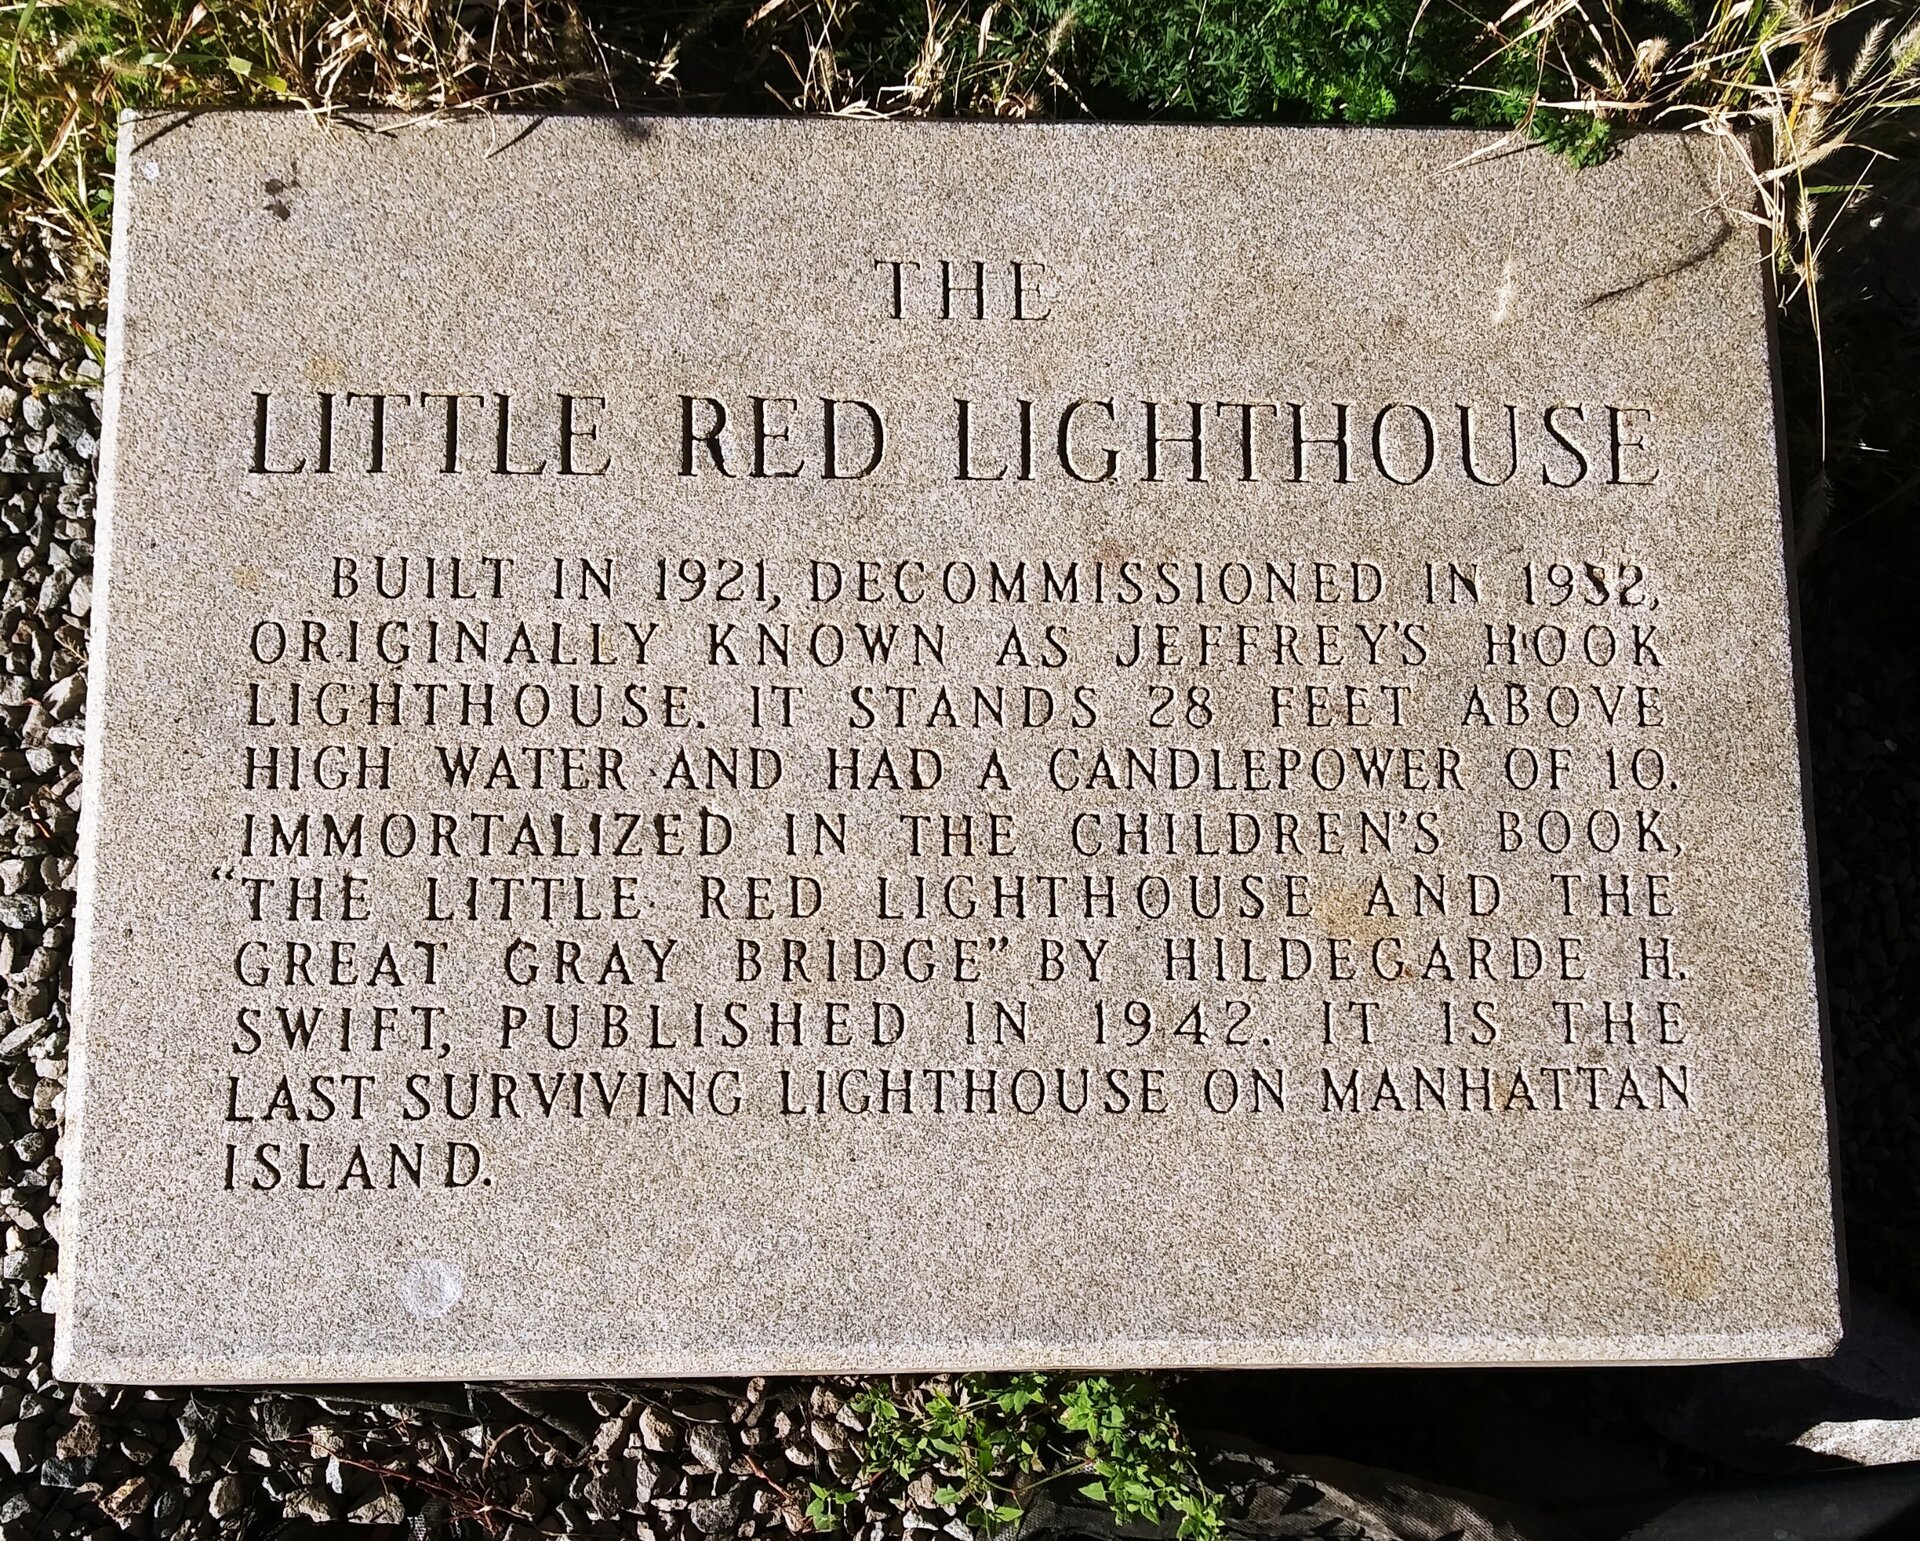 THE
LITTLE RED LIGHTHOUSE
BUILT IN 1921, DECOMMISSIONED IN 1932,
ORIGINALLY KNOWN AS JEFFREY'S HOOK
LIGHTHOUSE. IT STANDS 28 FEET ABOVE
HIGH WATER AND HAD A CANDLEPOWER OF 10.
IMMORTALIZED IN THE CHILDREN'S BOOK,
“THE LITTLE RED LIGHTHOUSE AND THE
GREAT GRAY BRIDGE” BY HILDEGARDE H.
SWIFT, PUBLISHED IN 1942. IT IS THE
LAST SURVIVING LIGHTHOUSE ON MANHATTAN
ISLAND.